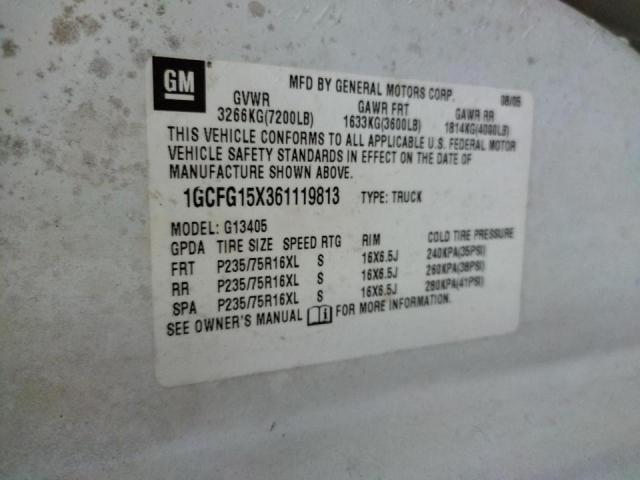 GM
MFD BY GENERAL MOTORS CORP. 08/05
GVWR GAWR FRT GAWR RR
3266KG(7200LB) 1633KG(3600LB) 1814KG(4000LB)
THIS VEHICLE CONFORMS TO ALL APPLICABLE U.S. FEDERAL MOTOR
VEHICLE SAFETY STANDARDS IN EFFECT ON THE DATE OF
MANUFACTURE SHOWN ABOVE.
1GCFG15X361119813 TYPE: TRUCK
MODEL: G13405
GPDA TIRE SIZE SPEED RTG RIM COLD TIRE PRESSURE
FRT P235/75R16XL S 16X6.5J 240KPA(35PSI)
RR P235/75R16XL S 16X6.5J 260KPA(38PSI)
SPA P235/75R16XL S 16X6.5J 280KPA(41PSI)
SEE OWNER'S MANUAL FOR MORE INFORMATION.